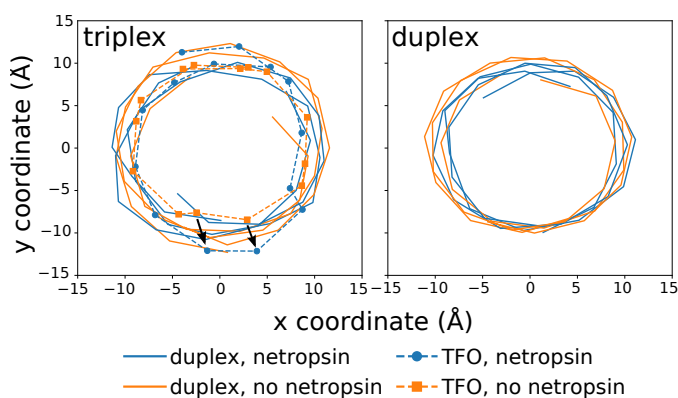 triplex
duplex
15
10
5
0
−5
−10
−15
y coordinate (Å)
−15 −10 −5 0 5 10 15
−15 −10 −5 0 5 10 15
x coordinate (Å)
duplex, netropsin
TFO, netropsin
duplex, no netropsin
TFO, no netropsin